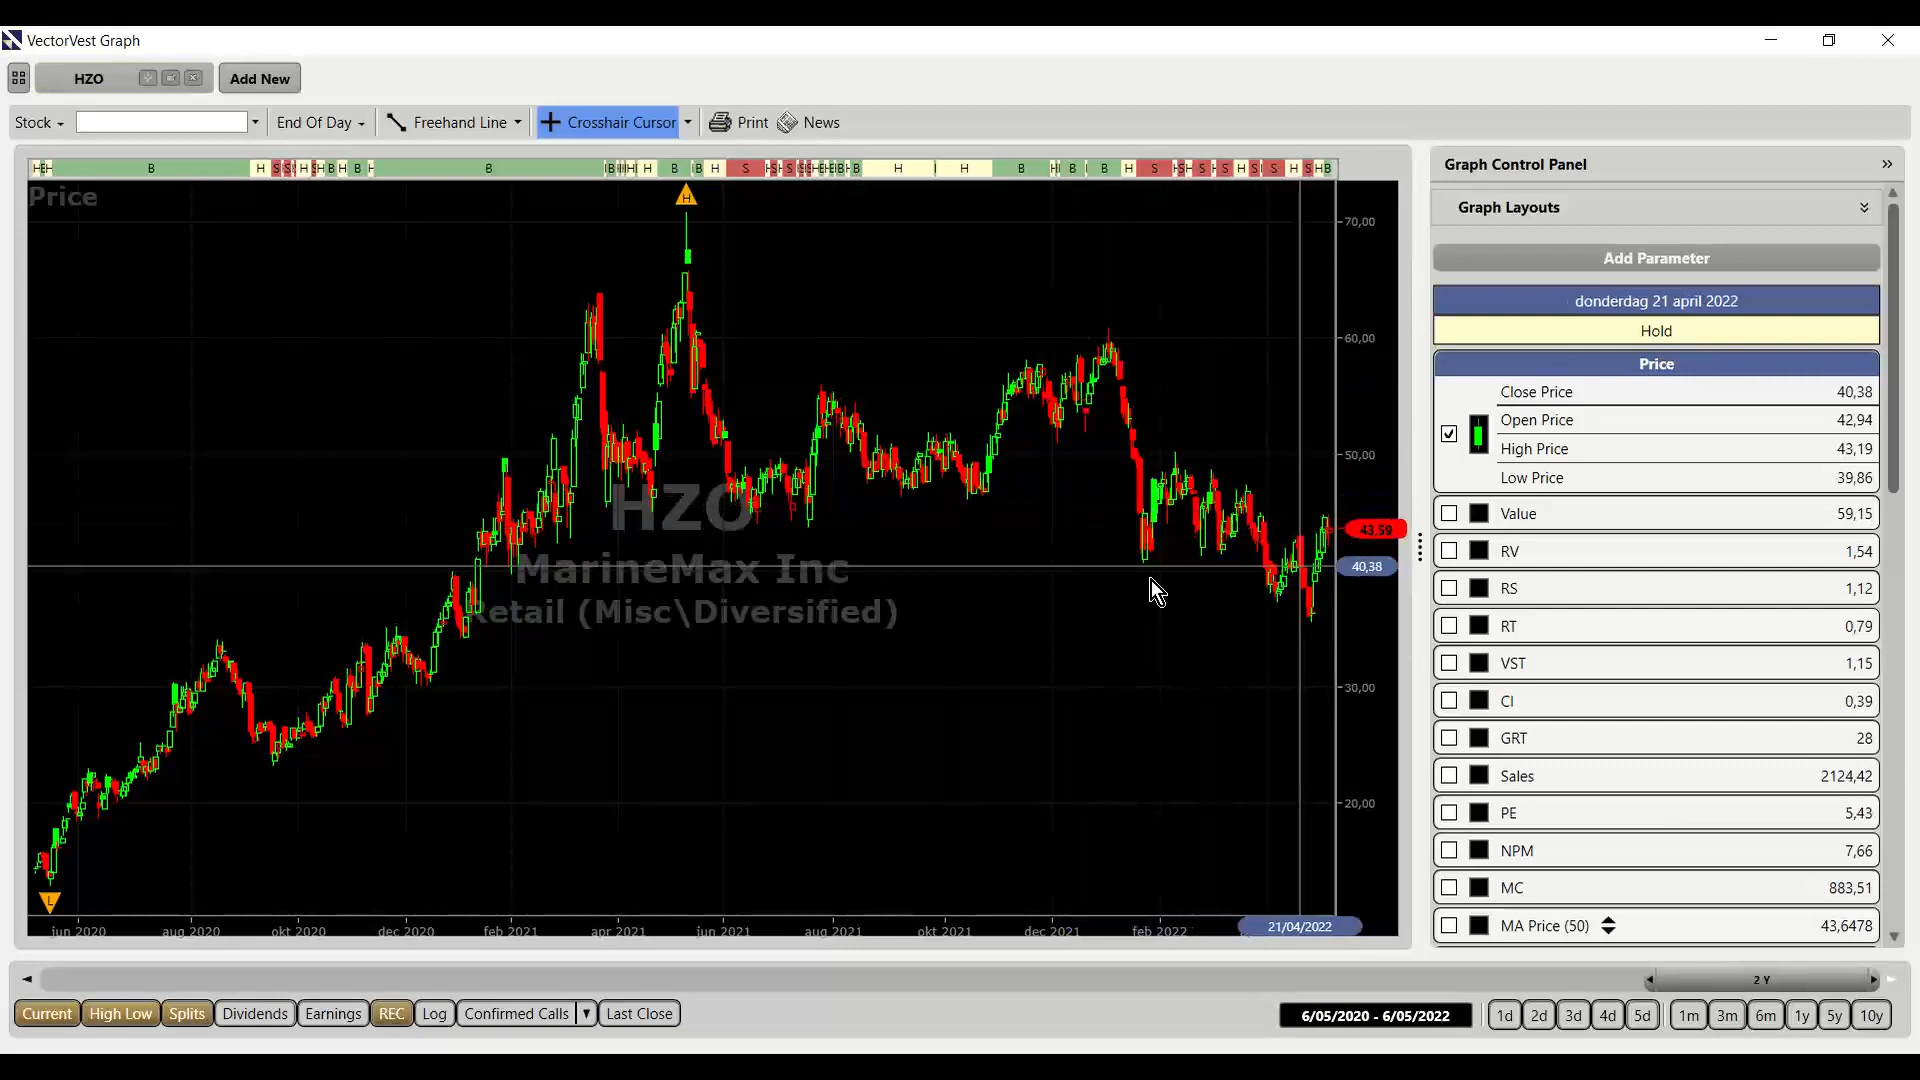 VectorVest Graph
HZO
Add New
Stock
End Of Day
Freehand Line
Crosshair Cursor
Print
News
B H B H B B H B H S B H H B B B H S S S H S H S H B
Price
H
70,00
60,00
50,00
43,59
40,38
30,00
20,00
HZO
MarineMax Inc
Retail (Misc\Diversified)
L
jun 2020 aug 2020 okt 2020 dec 2020 feb 2021 apr 2021 jun 2021 aug 2021 okt 2021 dec 2021 feb 2022 21/04/2022
Graph Control Panel
Graph Layouts
Add Parameter
donderdag 21 april 2022
Hold
Price
Close Price 40,38
Open Price 42,94
High Price 43,19
Low Price 39,86
Value 59,15
RV 1,54
RS 1,12
RT 0,79
VST 1,15
CI 0,39
GRT 28
Sales 2124,42
PE 5,43
NPM 7,66
MC 883,51
MA Price (50) 43,6478
2 Y
Current High Low Splits Dividends Earnings REC Log Confirmed Calls Last Close
6/05/2020 - 6/05/2022
1d 2d 3d 4d 5d 1m 3m 6m 1y 5y 10y